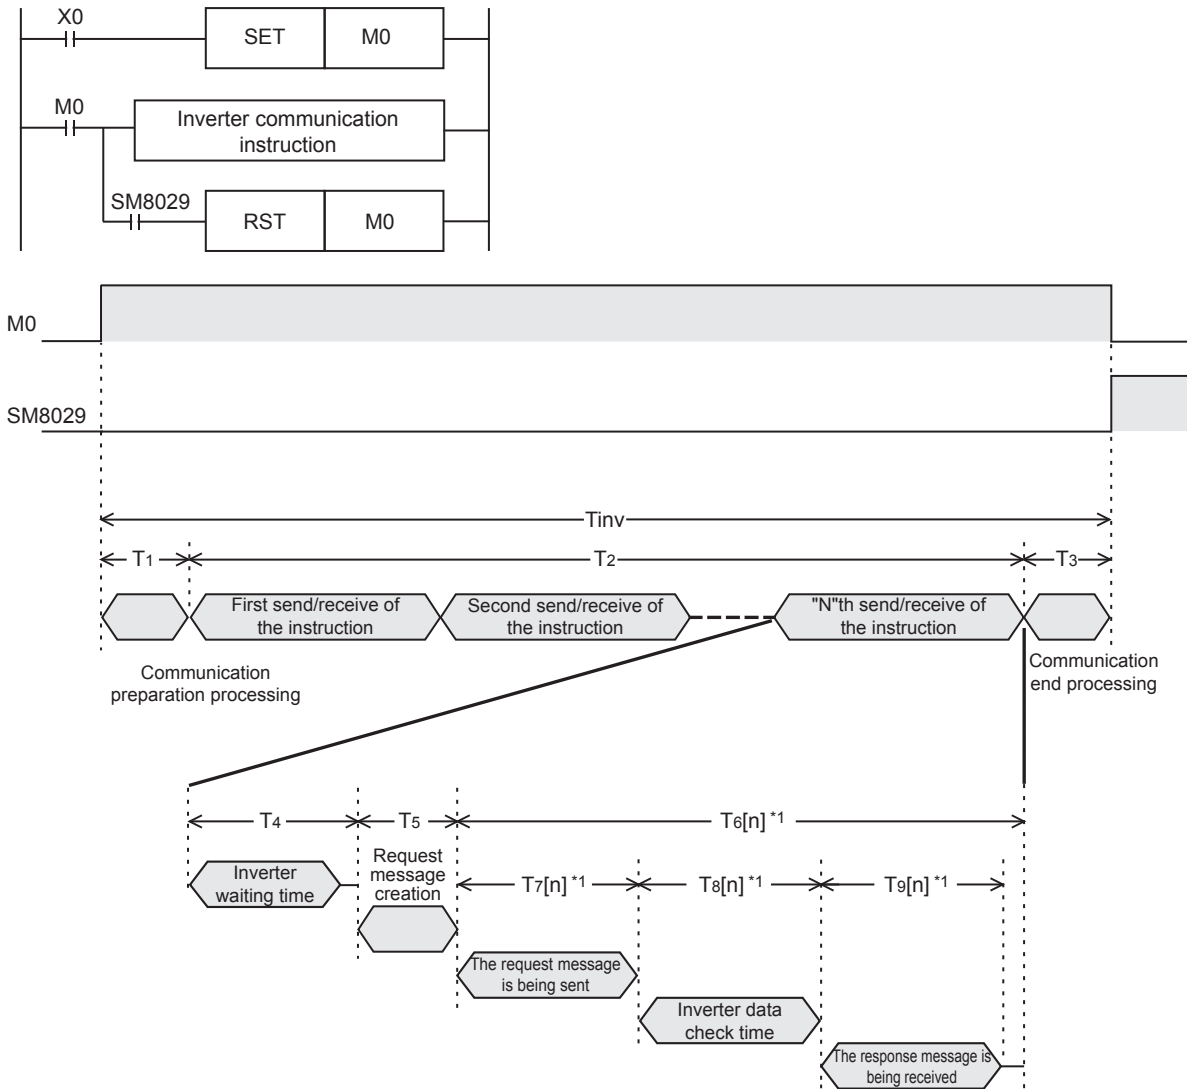 X0
SET M0
M0
Inverter communication
instruction
SM8029
RST M0
M0
SM8029
Tinv
T1 T2 T3
First send/receive of
the instruction
Second send/receive of
the instruction
"N"th send/receive of
the instruction
Communication
preparation processing
Communication
end processing
T4 T5 T6[n] *1
Inverter
waiting time
Request
message
creation
T7[n] *1 T8[n] *1 T9[n] *1
The request message
is being sent
Inverter data
check time
The response message is
being received